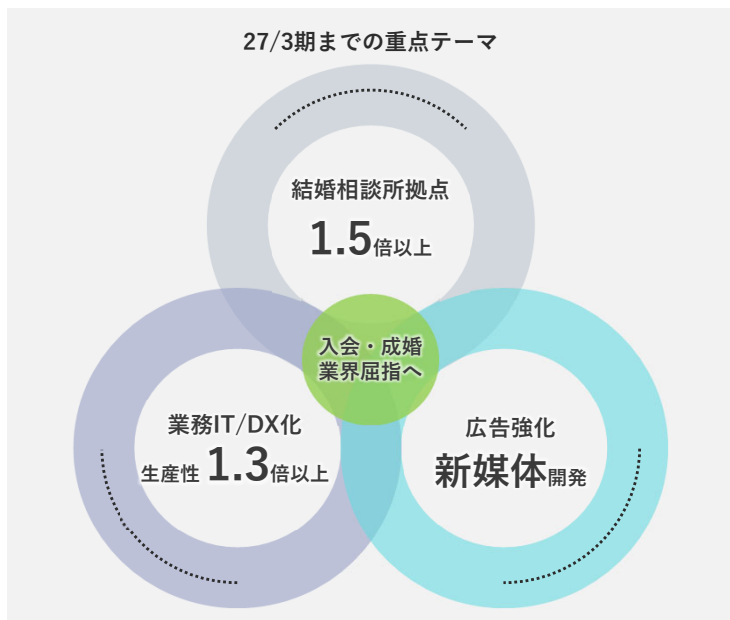 27/3期までの重点テーマ
結婚相談所拠点
1.5倍以上
入会・成婚
業界屈指へ
業務IT/DX化
生産性 1.3倍以上
広告強化
新媒体開発